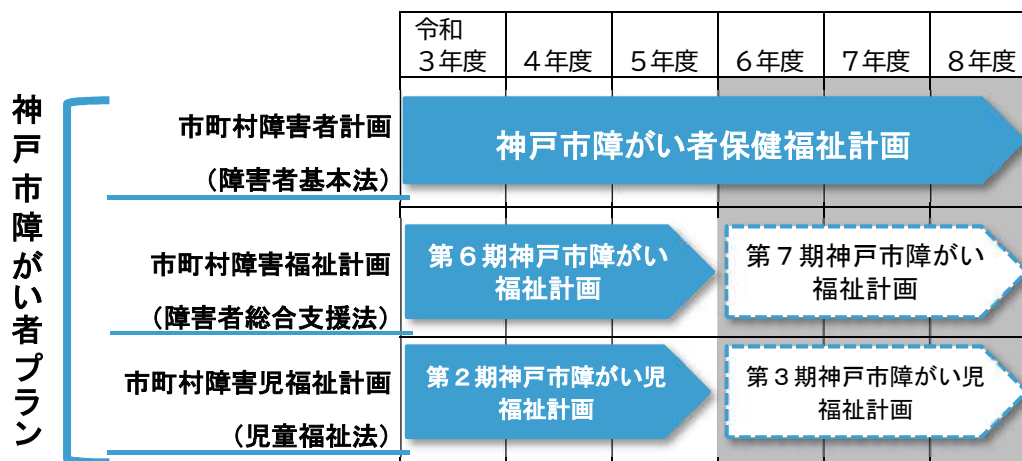 令和
３年度
４年度
５年度
６年度
７年度
８年度
神戸市障がい者プラン
市町村障害者計画
（障害者基本法）
神戸市障がい者保健福祉計画
市町村障害福祉計画
（障害者総合支援法）
第６期神戸市障がい
福祉計画
第７期神戸市障がい
福祉計画
市町村障害児福祉計画
（児童福祉法）
第２期神戸市障がい児
福祉計画
第３期神戸市障がい児
福祉計画